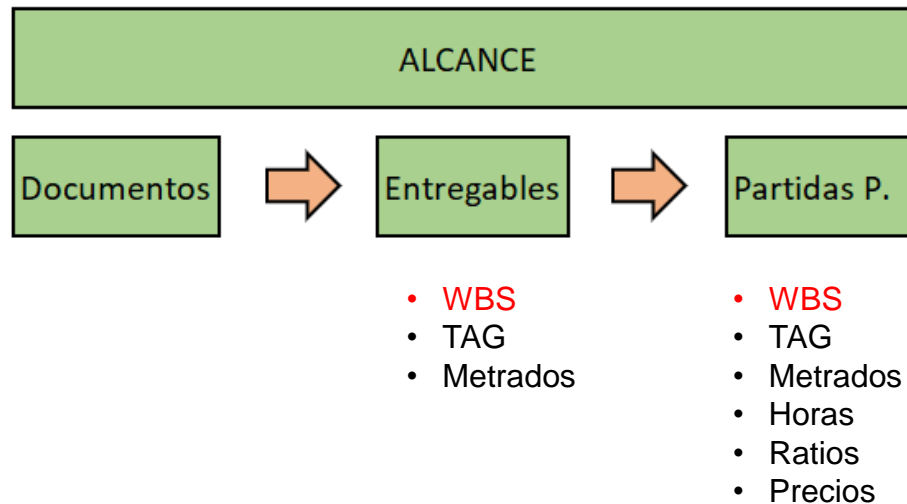 ALCANCE
Documentos
Entregables
Partidas P.
• WBS
• TAG
• Metrados
• WBS
• TAG
• Metrados
• Horas
• Ratios
• Precios